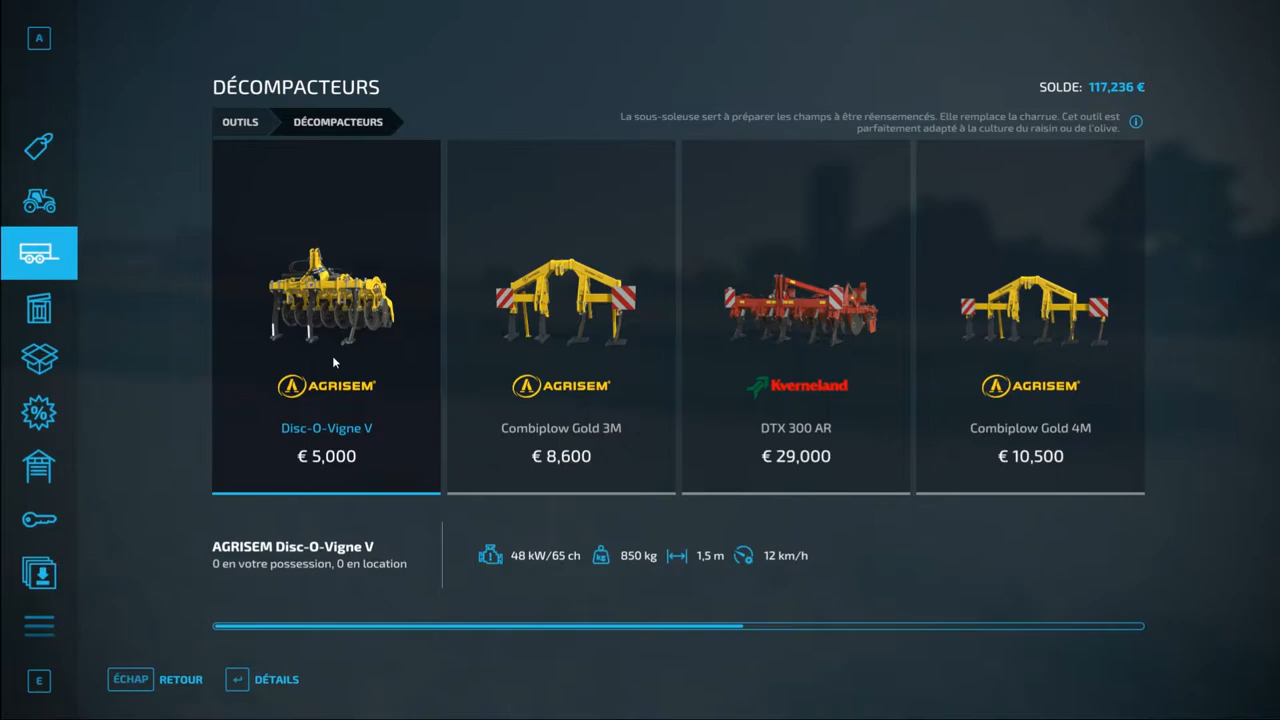 A
DÉCOMPACTEURS
SOLDE: 117,236 €
OUTILS
DÉCOMPACTEURS
La sous-soleuse sert à préparer les champs à être réensemencés. Elle remplace la charrue. Cet outil est
parfaitement adapté à la culture du raisin ou de l'olive.
AGRISEM
Disc-O-Vigne V
€ 5,000
AGRISEM
Combiplow Gold 3M
€ 8,600
Kverneland
DTX 300 AR
€ 29,000
AGRISEM
Combiplow Gold 4M
€ 10,500
AGRISEM Disc-O-Vigne V
0 en votre possession, 0 en location
48 kW/65 ch
KG
850 kg
1,5 m
12 km/h
E
ÉCHAP RETOUR
DÉTAILS